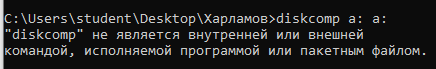 C:\Users\student\Desktop\Харламов>diskcomp a: a:
"diskcomp" не является внутренней или внешней
командой, исполняемой программой или пакетным файлом.